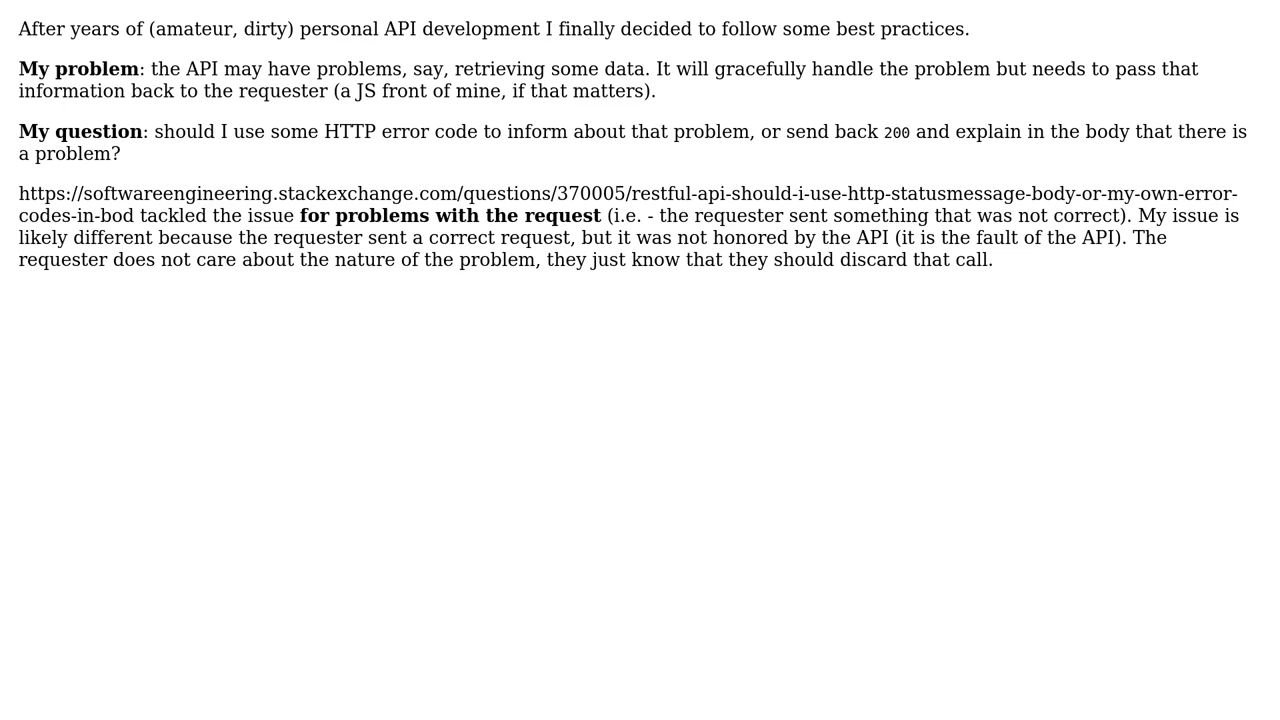 After years of (amateur, dirty) personal API development I finally decided to follow some best practices.
My problem: the API may have problems, say, retrieving some data. It will gracefully handle the problem but needs to pass that
information back to the requester (a JS front of mine, if that matters).
My question: should I use some HTTP error code to inform about that problem, or send back 200 and explain in the body that there is
a problem?
https://softwareengineering.stackexchange.com/questions/370005/restful-api-should-i-use-http-statusmessage-body-or-my-own-error-
codes-in-bod tackled the issue for problems with the request (i.e. - the requester sent something that was not correct). My issue is
likely different because the requester sent a correct request, but it was not honored by the API (it is the fault of the API). The
requester does not care about the nature of the problem, they just know that they should discard that call.